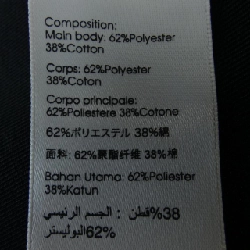 Composition:
Main body: 62%Polyester
38%Cotton
Corps: 62%Polyester
38%Coton
Corpo principale:
62%Poliestere 38%Cotone
62%ポリエステル 38%綿
面料: 62%聚酯纤维 38%棉
Bahan Utama: 62%Poliester
38%Katun
الجسم الرئيسي : قطن 38%
62%البوليستر